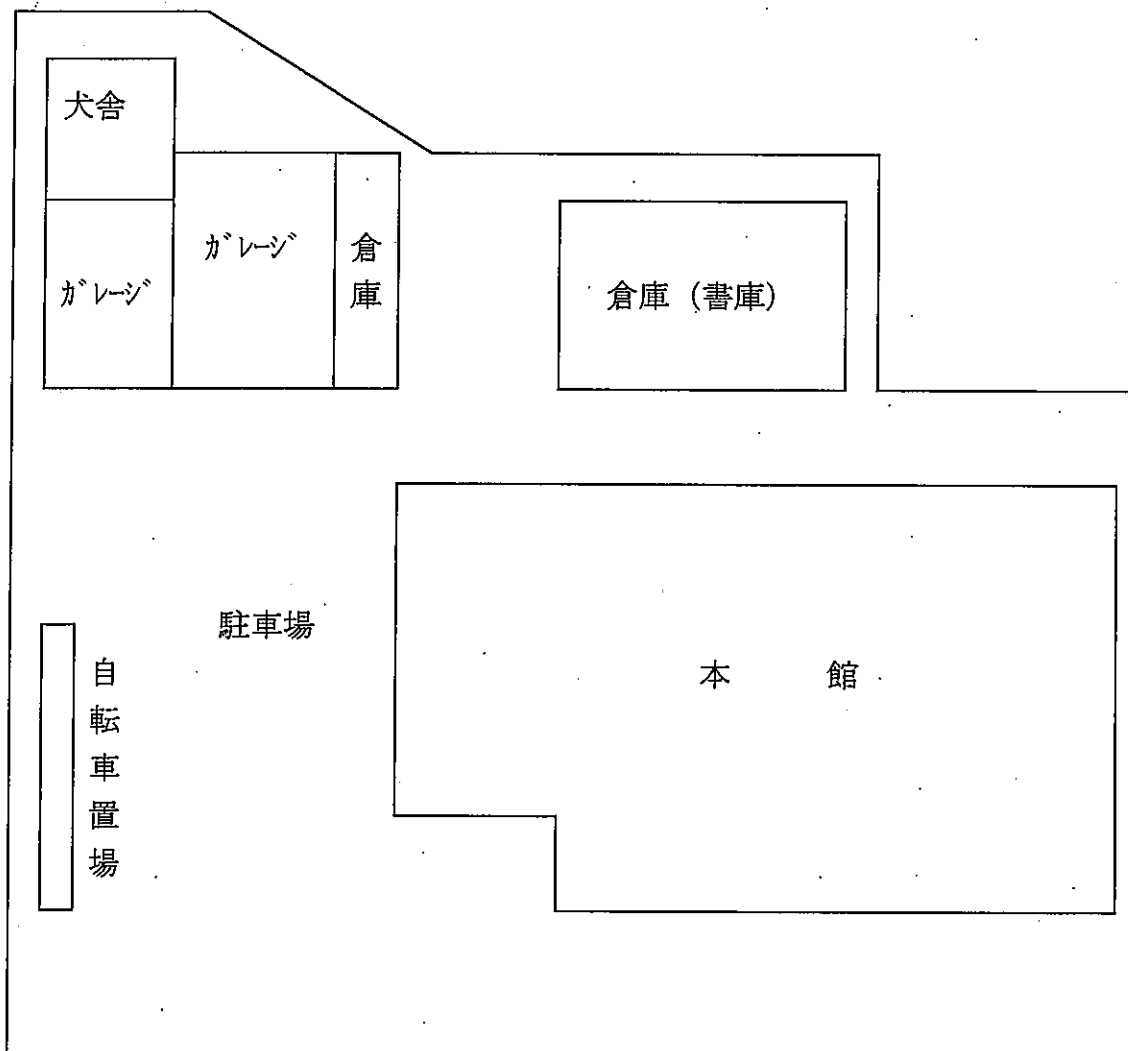 犬舎
ｶﾞﾚｰｼﾞ
倉庫
ｶﾞﾚｰｼﾞ
倉庫（書庫）
駐車場
自転車置場
本　館